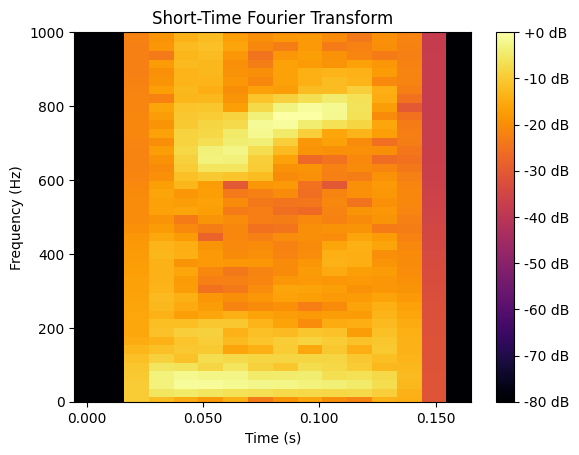 Short-Time Fourier Transform
1000
800
600
400
200
0
Frequency (Hz)
0.000
0.050
0.100
0.150
Time (s)
+0 dB
-10 dB
-20 dB
-30 dB
-40 dB
-50 dB
-60 dB
-70 dB
-80 dB